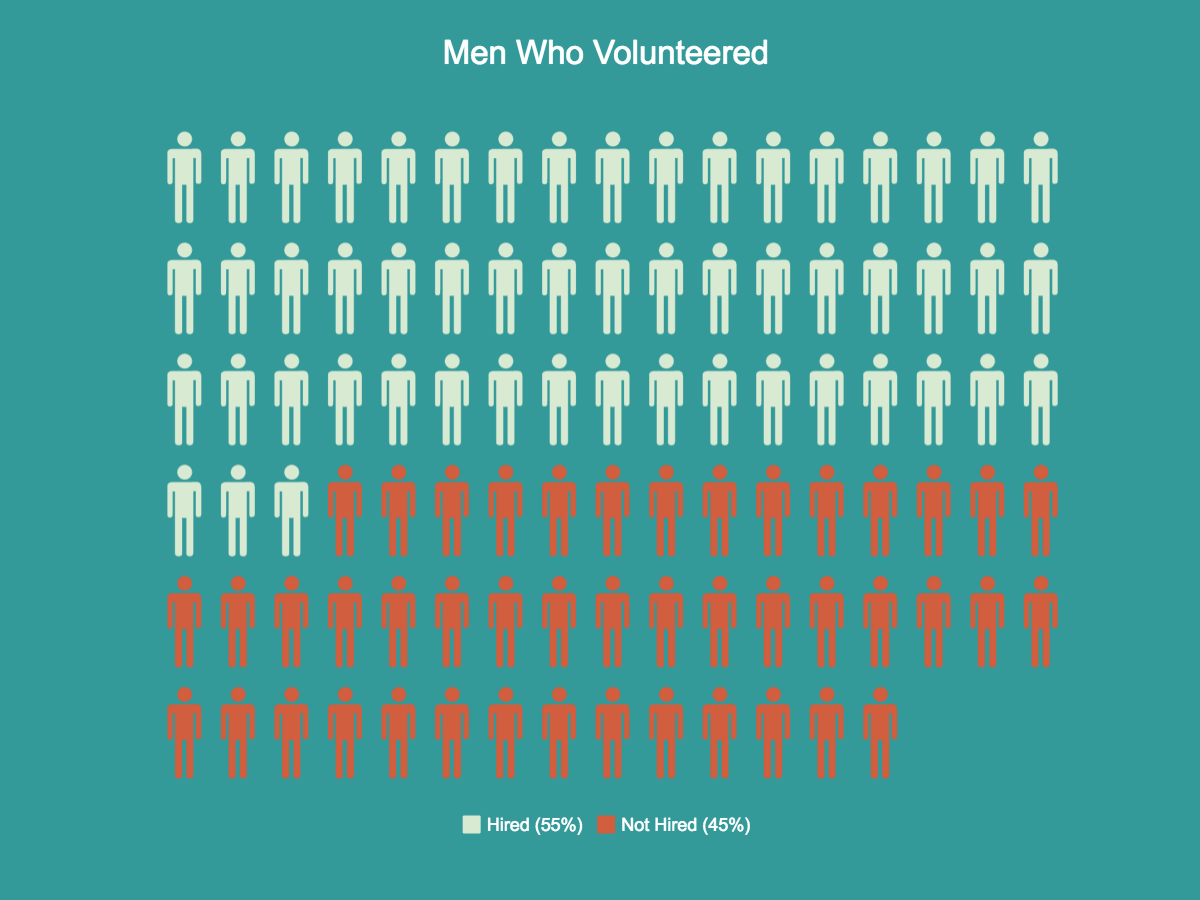 Men Who Volunteered
Hired (55%) Not Hired (45%)